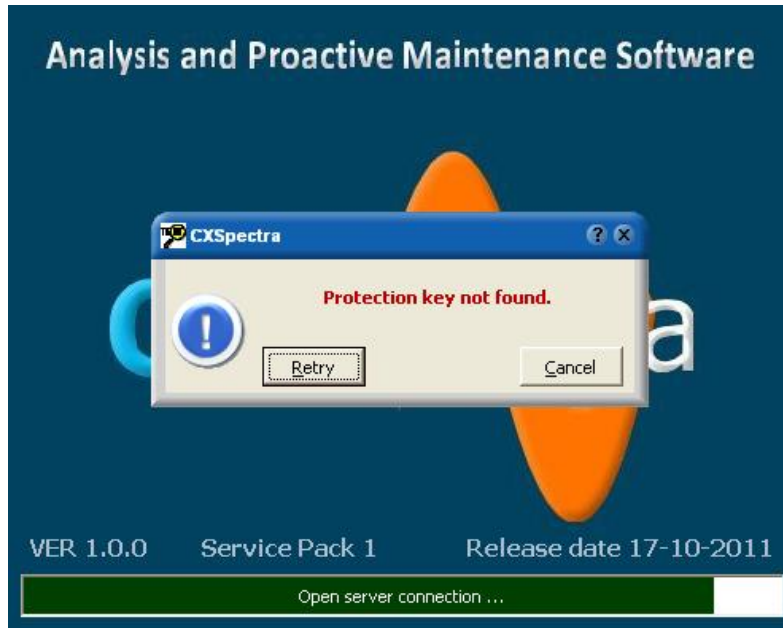 Analysis and Proactive Maintenance Software
CXSpectra
Protection key not found.
Retry
Cancel
VER 1.0.0 Service Pack 1 Release date 17-10-2011
Open server connection ...